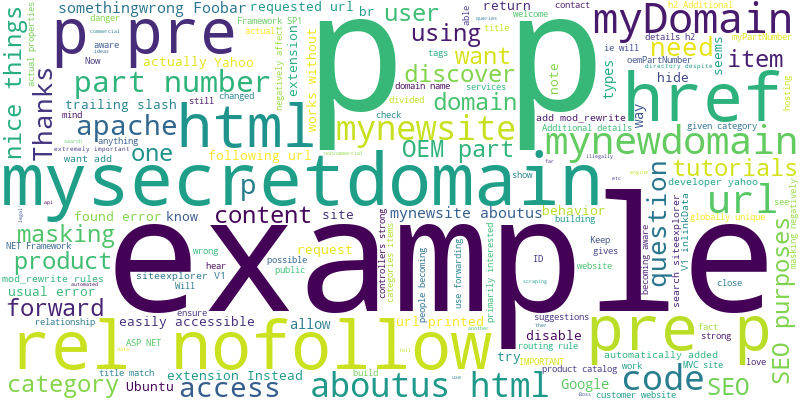 somethingwrong Foobar
requested url
br
user
return
danger
able
queries
welcome
contact
h2 Additional
myDomain
nice things
p pre
p p
Framework SP1
title
commercial
ideas
actual
aware
Now
actually Yahoo
extension
using
tags
ie will
details h2
myPartNumber
oemPartNumber
directory despite
need
seems
item
actual properties
Thanks
part number
negatively affect
works without
want
discover
note
types
hide
way
hosting
trailing slash
still
changed
domain name
services
domain
href
mind
html
divided
check
add mod_rewrite
apache
mynewsite
Additional details
given category
search
anything
extremely important
want add
one
following url
noncommercial
OEM part
far
illegally
mynewdomain
masking negatively
mysecretdomain
p
show
etc
engine
question
tutorials
developer yahoo
see
api
legal
found error
know
content
site
mynewsite aboutus
behavior
building
url
globally unique
masking
example
NET Framework
wrong
request
controllers strong
categories items
people becoming
use forwarding
primarily interested
Keep
gives
ID
becoming aware
search siteexplorer
V1 inlinkData
SEO purposes
product
siteexplorer V1
hear
possible
public
website
close
mod_rewrite rules
automated
usual error
Will
forward
ensure
relationship
easily accessible
allow
url printed
another
suggestions
scraping
disable
pre p
fact
strong
ASP NET
rel nofollow
try
routing rule
IMPORTANT
automatically added
work
MVC site
love
title match
extension Instead
build
use
product catalog
category
Ubuntu
access
aboutus html
Google
Boss
customer website
code
SEO